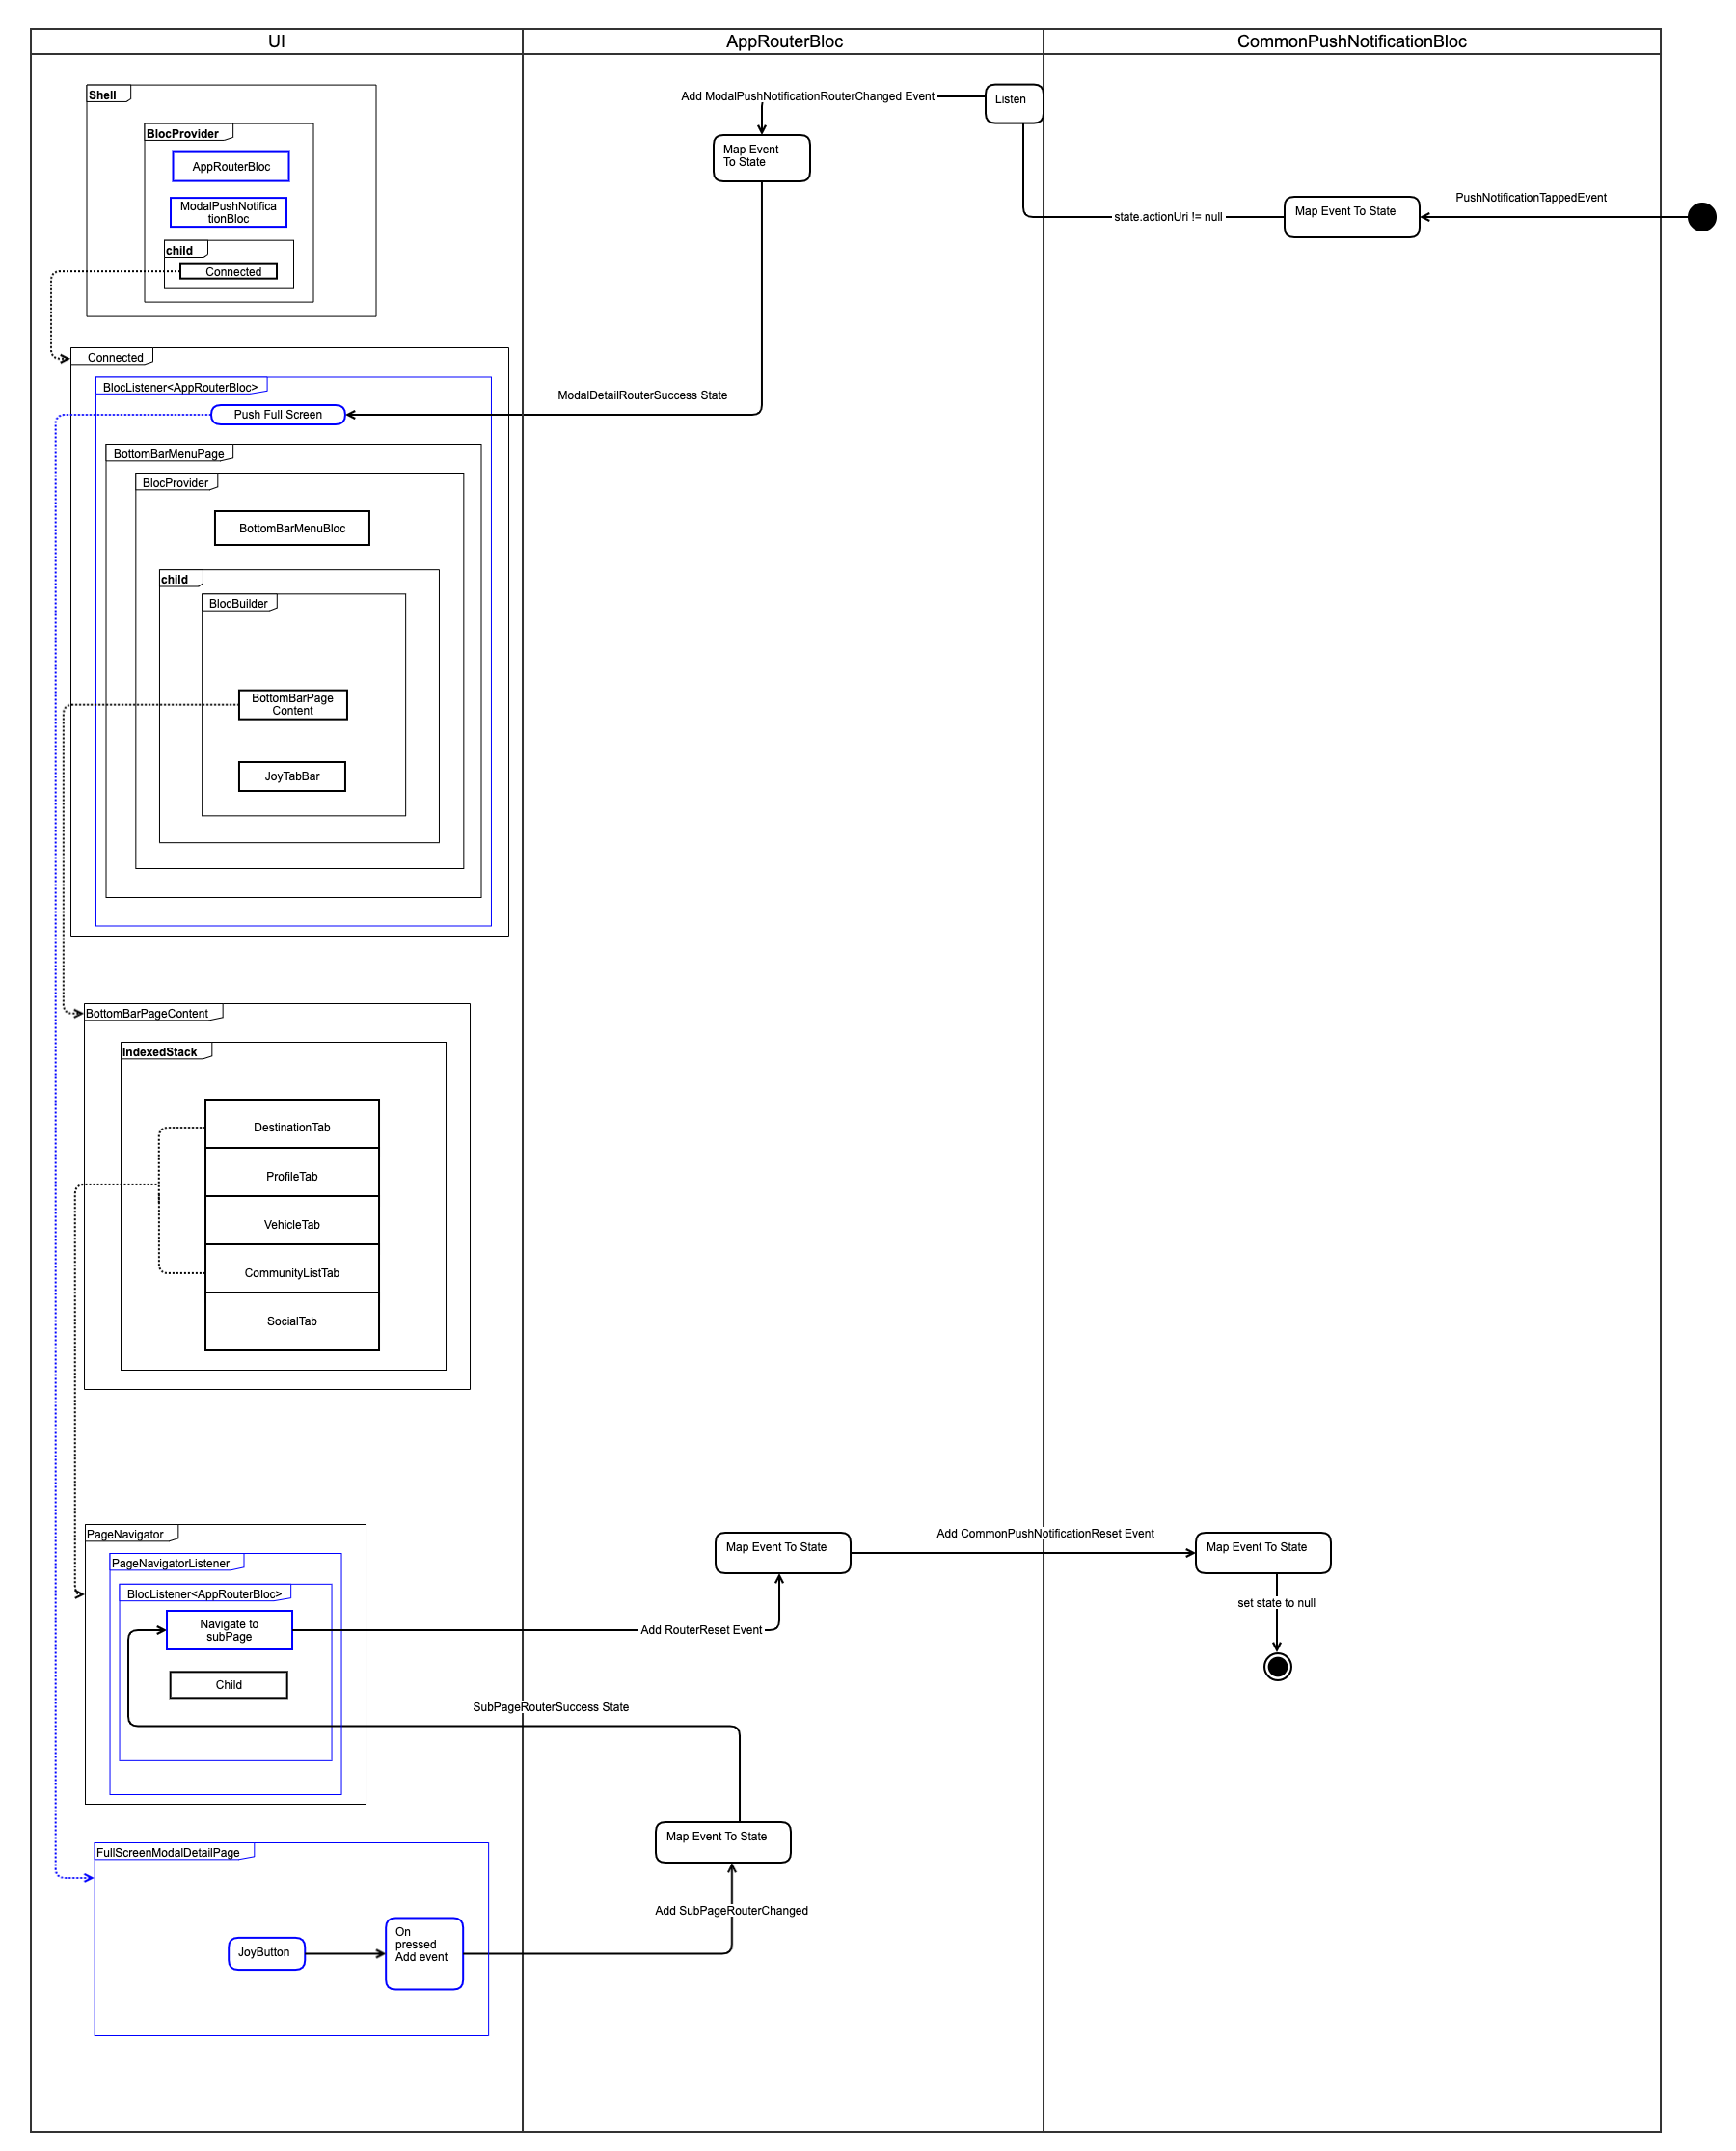 UI
AppRouterBloc
CommonPushNotificationBloc
Shell
BlocProvider
AppRouterBloc
ModalPushNotifica
tionBloc
child
Connected
Add ModalPushNotificationRouterChanged Event
Listen
Map Event
To State
state.actionUri != null
Map Event To State
PushNotificationTappedEvent
Connected
BlocListener<AppRouterBloc>
Push Full Screen
ModalDetailRouterSuccess State
BottomBarMenuPage
BlocProvider
BottomBarMenuBloc
child
BlocBuilder
BottomBarPage
Content
JoyTabBar
BottomBarPageContent
IndexedStack
DestinationTab
ProfileTab
VehicleTab
CommunityListTab
SocialTab
PageNavigator
PageNavigatorListener
BlocListener<AppRouterBloc>
Navigate to
subPage
Child
Add RouterReset Event
Map Event To State
Add CommonPushNotificationReset Event
Map Event To State
set state to null
SubPageRouterSuccess State
Map Event To State
Add SubPageRouterChanged
FullScreenModalDetailPage
JoyButton
On
pressed
Add event